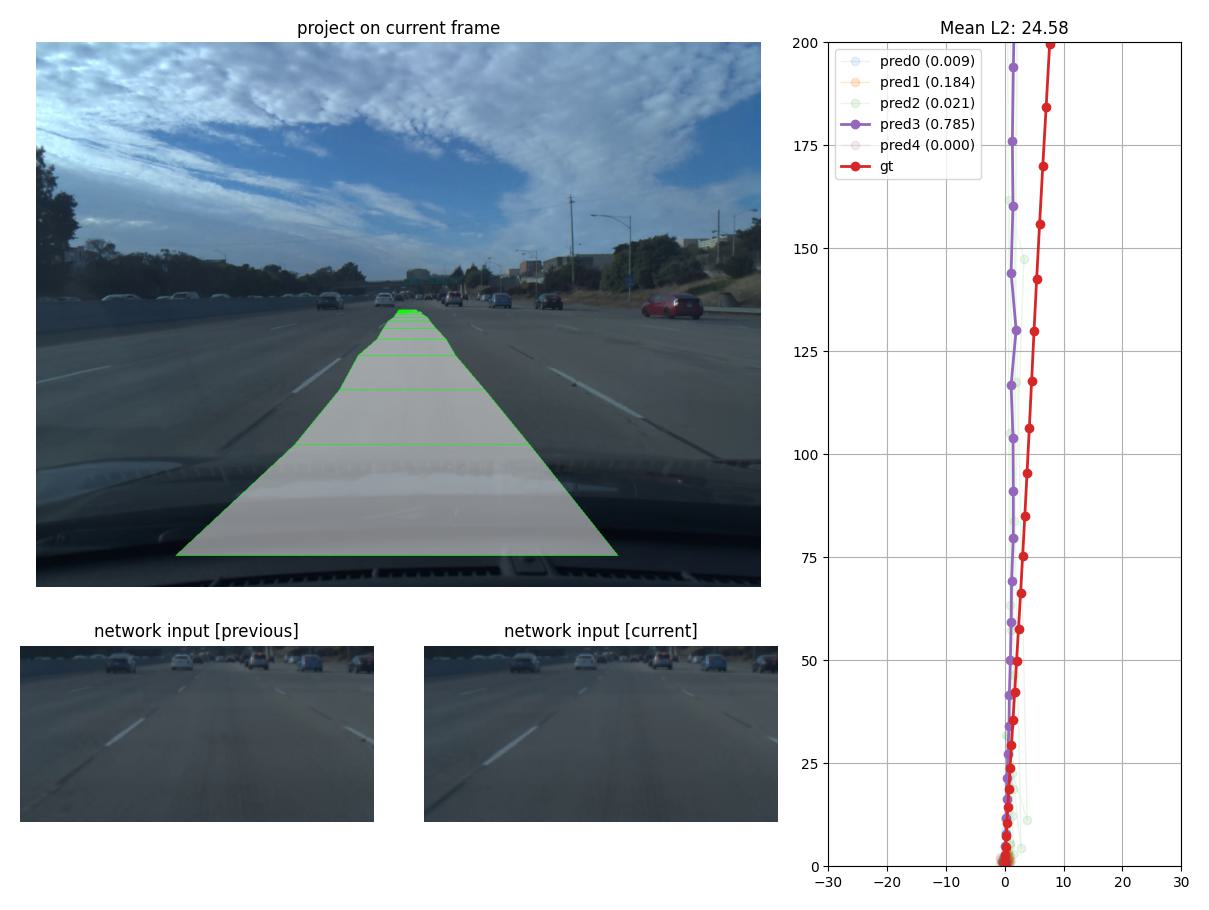 project on current frame
Mean L2: 24.58
pred0 (0.009)
pred1 (0.184)
pred2 (0.021)
pred3 (0.785)
pred4 (0.000)
gt
200
175
150
125
100
75
50
25
0
−30 −20 −10 0 10 20 30
network input [previous]
network input [current]